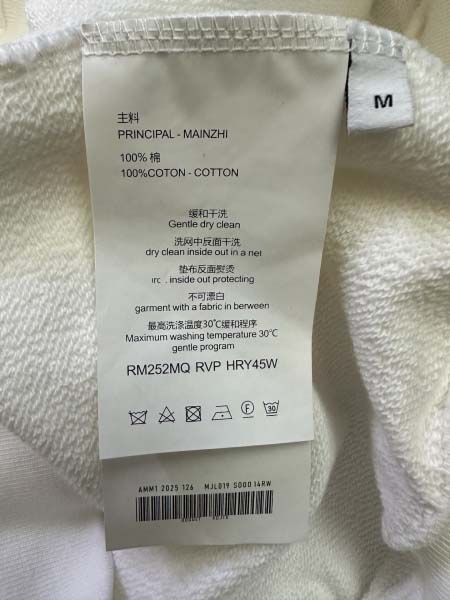 M
主料
PRINCIPAL - MAINZHI
100% 棉
100%COTON - COTTON
缓和干洗
Gentle dry clean
洗网中反面干洗
dry clean inside out in a net
垫布反面熨烫
inside out protecting
不可漂白
garment with a fabric in berween
最高洗涤温度30℃缓和程序
Maximum washing temperature 30℃
gentle program
RM252MQ RVP HRY45W
F
30
AMM1 2025 126 MJL019 S00014RW